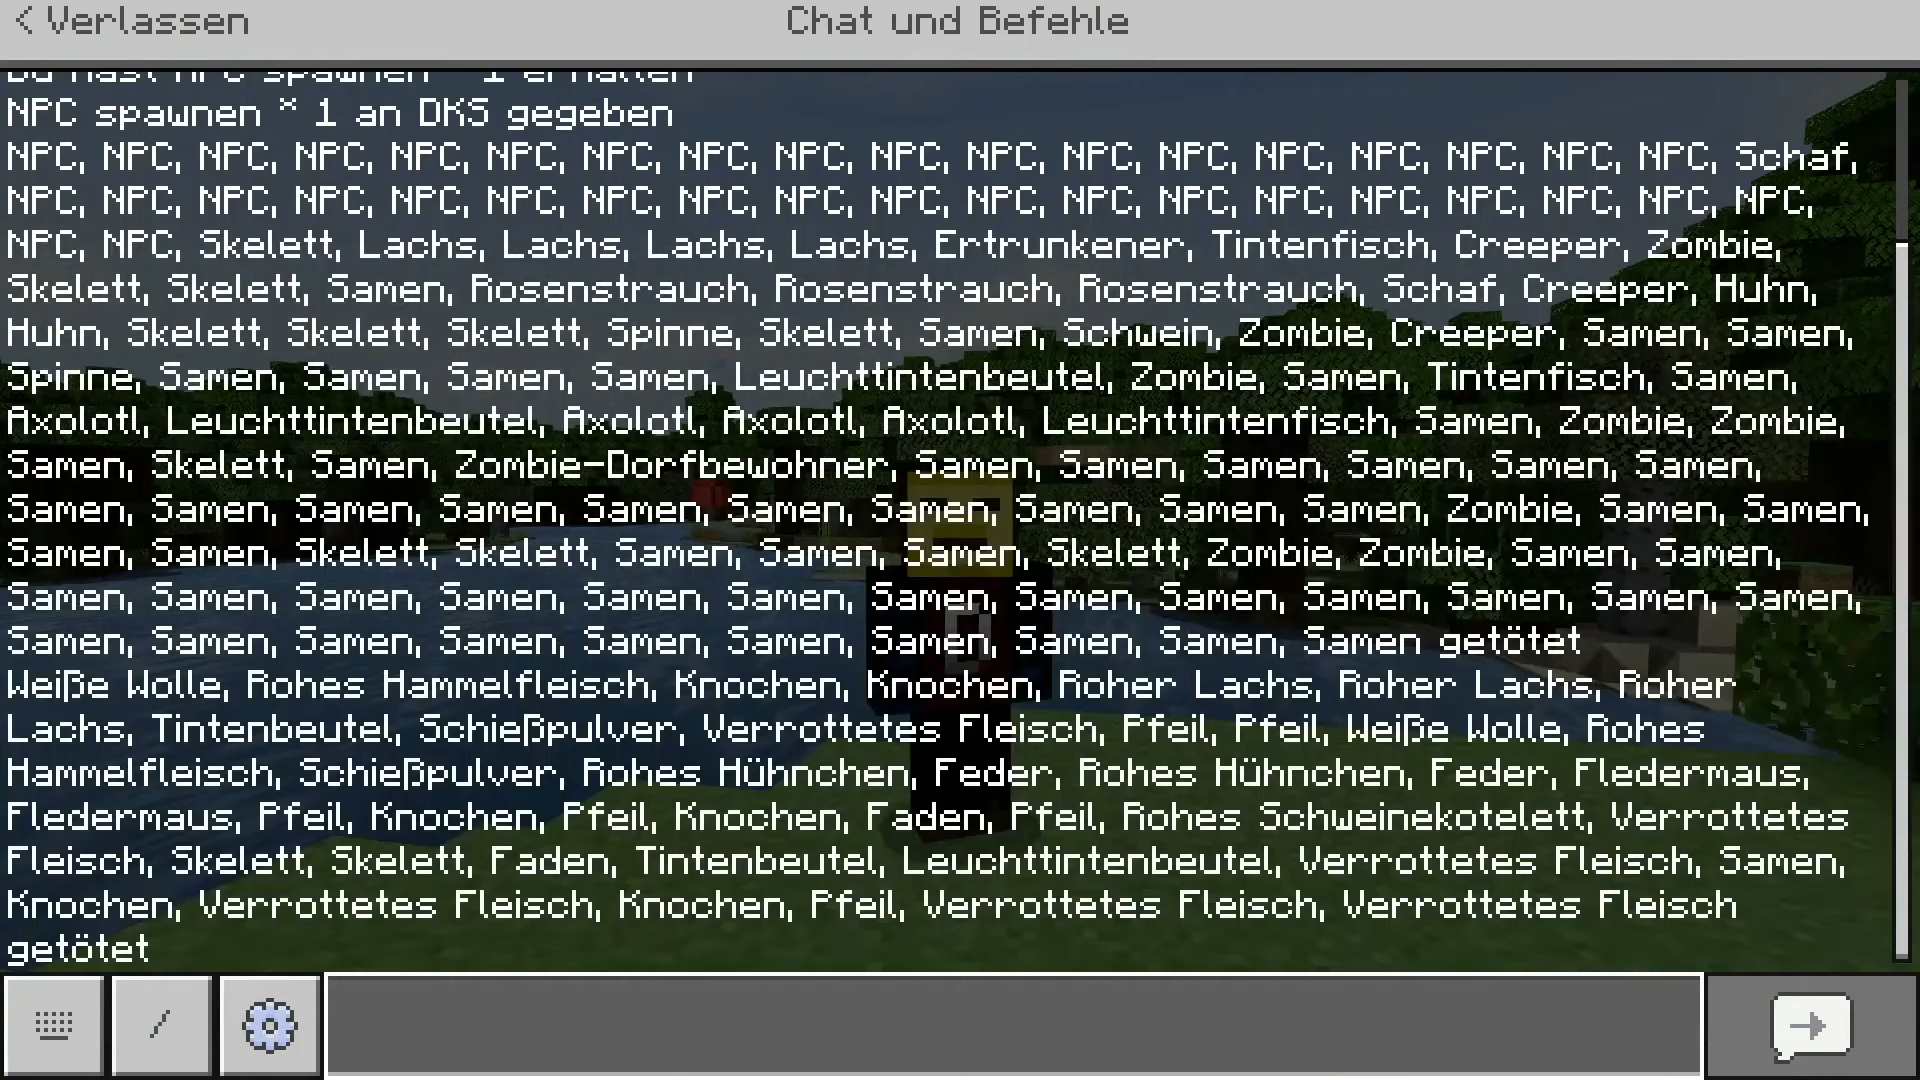 < Verlassen
Chat und Befehle
Du hast NPC spawnen * 1 erhalten
NPC spawnen * 1 an DKS gegeben
NPC, NPC, NPC, NPC, NPC, NPC, NPC, NPC, NPC, NPC, NPC, NPC, NPC, NPC, NPC, NPC, NPC, NPC, Schaf,
NPC, NPC, NPC, NPC, NPC, NPC, NPC, NPC, NPC, NPC, NPC, NPC, NPC, NPC, NPC, NPC, NPC, NPC, NPC,
NPC, NPC, Skelett, Lachs, Lachs, Lachs, Lachs, Ertrunkener, Tintenfisch, Creeper, Zombie,
Skelett, Skelett, Samen, Rosenstrauch, Rosenstrauch, Rosenstrauch, Schaf, Creeper, Huhn,
Huhn, Skelett, Skelett, Skelett, Spinne, Skelett, Samen, Schwein, Zombie, Creeper, Samen, Samen,
Spinne, Samen, Samen, Samen, Samen, Leuchttintenbeutel, Zombie, Samen, Tintenfisch, Samen,
Axolotl, Leuchttintenbeutel, Axolotl, Axolotl, Axolotl, Leuchttintenfisch, Samen, Zombie, Zombie,
Samen, Skelett, Samen, Zombie-Dorfbewohner, Samen, Samen, Samen, Samen, Samen, Samen,
Samen, Samen, Samen, Samen, Samen, Samen, Samen, Samen, Samen, Samen, Zombie, Samen, Samen,
Samen, Samen, Skelett, Skelett, Samen, Samen, Samen, Skelett, Zombie, Zombie, Samen, Samen,
Samen, Samen, Samen, Samen, Samen, Samen, Samen, Samen, Samen, Samen, Samen, Samen, Samen,
Samen, Samen, Samen, Samen, Samen, Samen, Samen, Samen, Samen, Samen getötet
Weiße Wolle, Rohes Hammelfleisch, Knochen, Knochen, Roher Lachs, Roher Lachs, Roher
Lachs, Tintenbeutel, Schießpulver, Verrottetes Fleisch, Pfeil, Pfeil, Weiße Wolle, Rohes
Hammelfleisch, Schießpulver, Rohes Hühnchen, Feder, Rohes Hühnchen, Feder, Fledermaus,
Fledermaus, Pfeil, Knochen, Pfeil, Knochen, Faden, Pfeil, Rohes Schweinekotelett, Verrottetes
Fleisch, Skelett, Skelett, Faden, Tintenbeutel, Leuchttintenbeutel, Verrottetes Fleisch, Samen,
Knochen, Verrottetes Fleisch, Knochen, Pfeil, Verrottetes Fleisch, Verrottetes Fleisch
getötet
/